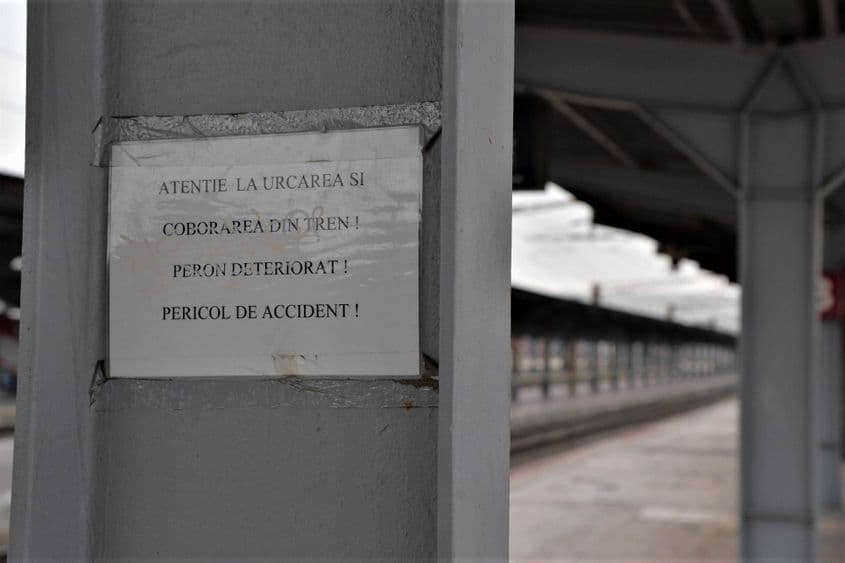 ATENTIE LA URCAREA SI
COBORAREA DIN TREN !
PERON DETERIORAT !
PERICOL DE ACCIDENT !